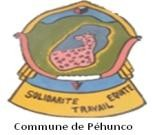 SOLIDARITE EQUITE
TRAVAIL
Commune de Péhunco